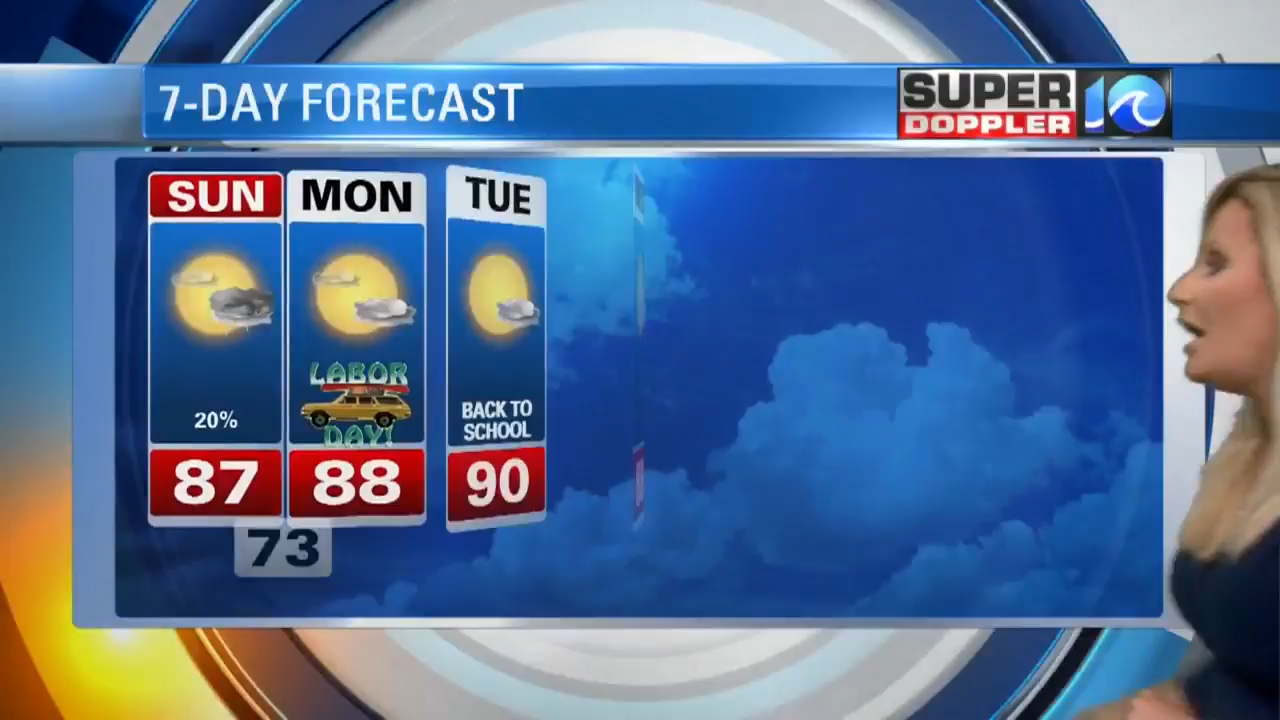 7-DAY FORECAST
SUPER
DOPPLER
10
SUN
MON
TUE
LABOR
DAY!
20%
BACK TO
SCHOOL
87
88
90
73